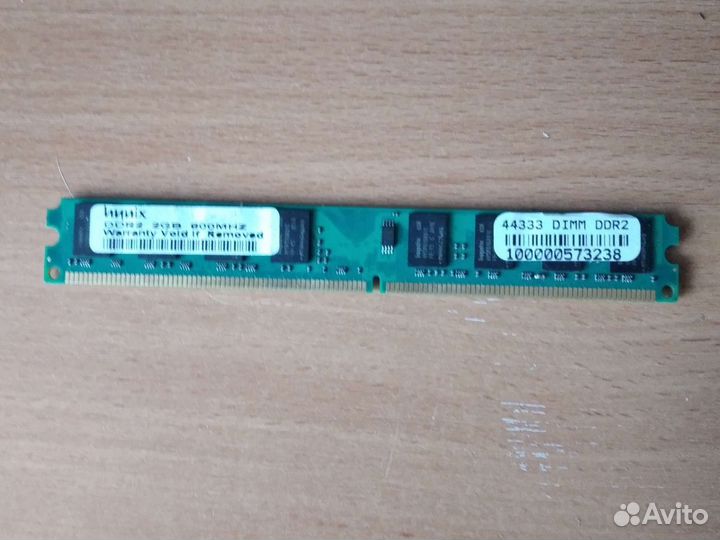 hynix
DDR2 2GB 800MHZ
Warranty Void If Removed
44333 DIMM DDR2
100000573238
Avito